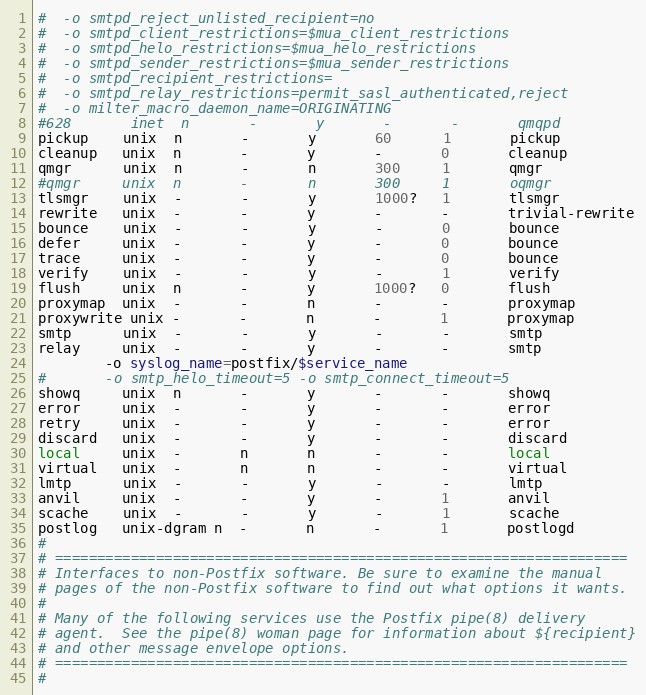 1 #  -o smtpd_reject_unlisted_recipient=no
2 #  -o smtpd_client_restrictions=$mua_client_restrictions
3 #  -o smtpd_helo_restrictions=$mua_helo_restrictions
4 #  -o smtpd_sender_restrictions=$mua_sender_restrictions
5 #  -o smtpd_recipient_restrictions=
6 #  -o smtpd_relay_restrictions=permit_sasl_authenticated,reject
7 #  -o milter_macro_daemon_name=ORIGINATING
8 #628       inet  n       -       y       -       -       qmqpd
9 pickup    unix  n       -       y       60      1       pickup
10 cleanup   unix  n       -       y       -       0       cleanup
11 qmgr      unix  n       -       n       300     1       qmgr
12 #qmgr     unix  n       -       n       300     1       oqmgr
13 tlsmgr    unix  -       -       y       1000?   1       tlsmgr
14 rewrite   unix  -       -       y       -       -       trivial-rewrite
15 bounce    unix  -       -       y       -       0       bounce
16 defer     unix  -       -       y       -       0       bounce
17 trace     unix  -       -       y       -       0       bounce
18 verify    unix  -       -       y       -       1       verify
19 flush     unix  n       -       y       1000?   0       flush
20 proxymap  unix  -       -       n       -       -       proxymap
21 proxywrite unix -       -       n       -       1       proxymap
22 smtp      unix  -       -       y       -       -       smtp
23 relay     unix  -       -       y       -       -       smtp
24         -o syslog_name=postfix/$service_name
25 #       -o smtp_helo_timeout=5 -o smtp_connect_timeout=5
26 showq     unix  n       -       y       -       -       showq
27 error     unix  -       -       y       -       -       error
28 retry     unix  -       -       y       -       -       error
29 discard   unix  -       -       y       -       -       discard
30 local     unix  -       n       n       -       -       local
31 virtual   unix  -       n       n       -       -       virtual
32 lmtp      unix  -       -       y       -       -       lmtp
33 anvil     unix  -       -       y       -       1       anvil
34 scache    unix  -       -       y       -       1       scache
35 postlog   unix-dgram n  -       n       -       1       postlogd
36 #
37 # ====================================================================
38 # Interfaces to non-Postfix software. Be sure to examine the manual
39 # pages of the non-Postfix software to find out what options it wants.
40 #
41 # Many of the following services use the Postfix pipe(8) delivery
42 # agent.  See the pipe(8) woman page for information about ${recipient}
43 # and other message envelope options.
44 # ====================================================================
45 #